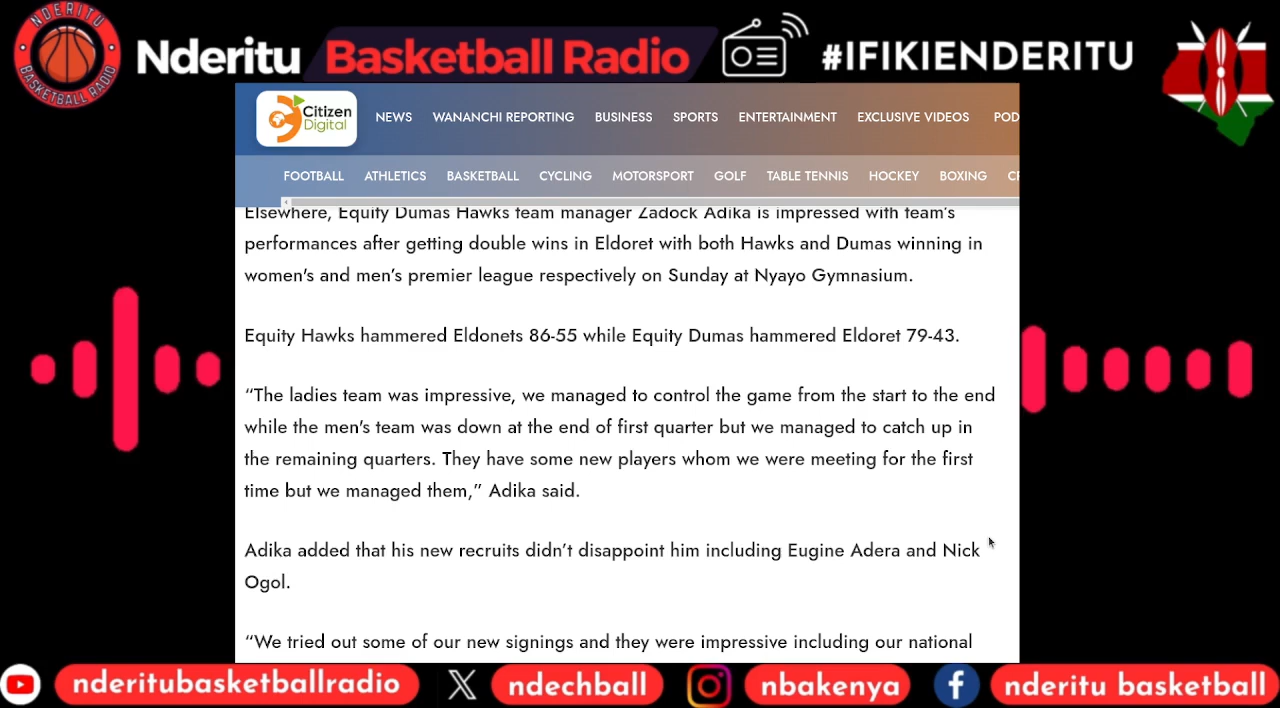 NDERITU
BASKETBALL RADIO
Nderitu Basketball Radio #IFIKIENDERITU
Citizen
Digital
NEWS WANANCHI REPORTING BUSINESS SPORTS ENTERTAINMENT EXCLUSIVE VIDEOS POD
FOOTBALL ATHLETICS BASKETBALL CYCLING MOTORSPORT GOLF TABLE TENNIS HOCKEY BOXING
Elsewhere, Equity Dumas Hawks team manager Zadock Adika is impressed with team’s
performances after getting double wins in Eldoret with both Hawks and Dumas winning in
women's and men’s premier league respectively on Sunday at Nyayo Gymnasium.
Equity Hawks hammered Eldonets 86-55 while Equity Dumas hammered Eldoret 79-43.
“The ladies team was impressive, we managed to control the game from the start to the end
while the men's team was down at the end of first quarter but we managed to catch up in
the remaining quarters. They have some new players whom we were meeting for the first
time but we managed them,” Adika said.
Adika added that his new recruits didn’t disappoint him including Eugine Adera and Nick
Ogol.
“We tried out some of our new signings and they were impressive including our national
nderitubasketballradio ndechball nbakenya nderitu basketball